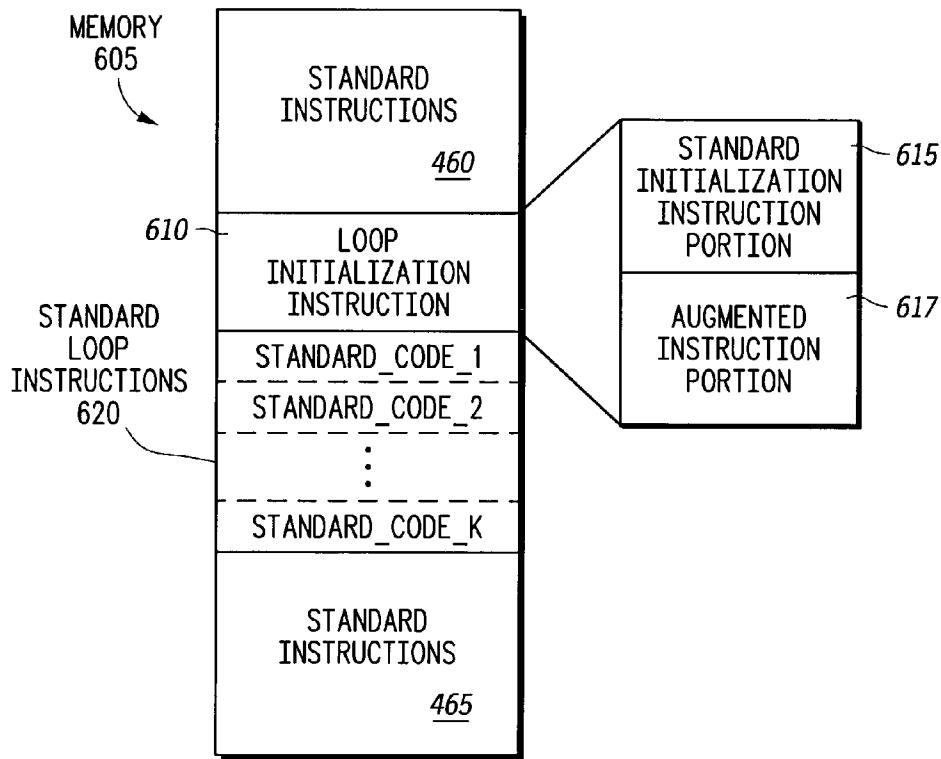 MEMORY
605
STANDARD
INSTRUCTIONS
460
610
LOOP
INITIALIZATION
INSTRUCTION
STANDARD
LOOP
INSTRUCTIONS
620
STANDARD_CODE_1
STANDARD_CODE_2
STANDARD_CODE_K
STANDARD
INSTRUCTIONS
465
STANDARD
INITIALIZATION
INSTRUCTION
PORTION
615
AUGMENTED
INSTRUCTION
PORTION
617